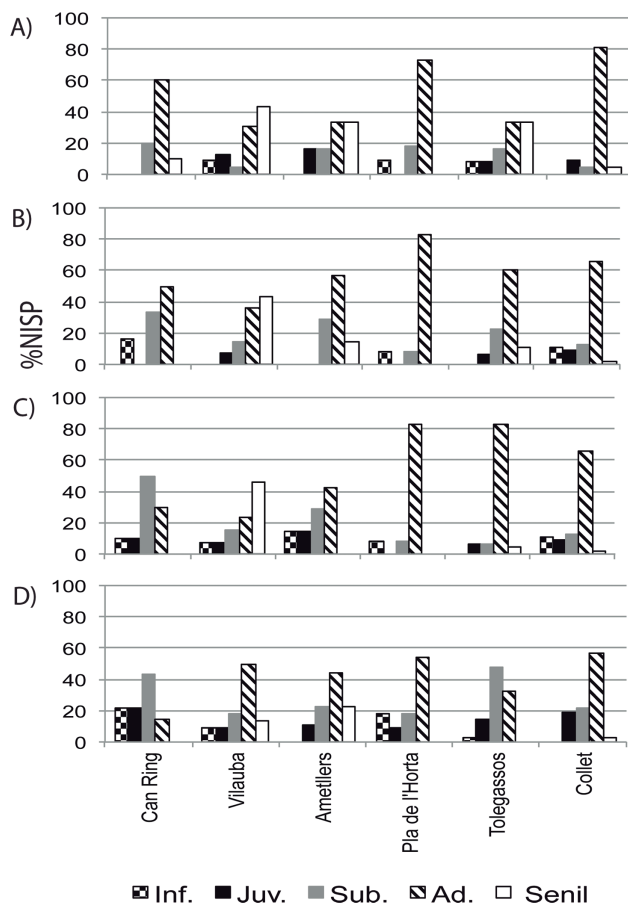 A)
100
80
60
40
20
0
B)
100
80
60
40
20
0
%NISP
C)
100
80
60
40
20
0
D)
100
80
60
40
20
0
Can Ring
Vilauba
Ametllers
Pla de l'Horta
Tolegassos
Collet
Inf. Juv. Sub. Ad. Senil